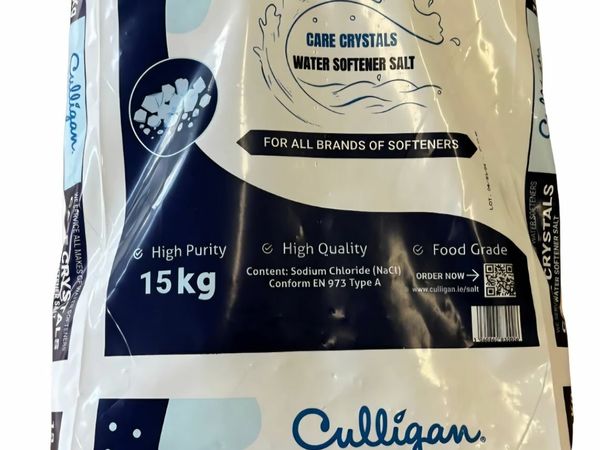 CARE CRYSTALS
WATER SOFTENER SALT
FOR ALL BRANDS OF SOFTENERS
High Purity
High Quality
Food Grade
15kg
Content: Sodium Chloride (NaCl)
Conform EN 973 Type A
ORDER NOW
www.culligan.ie/salt
Culligan
Culligan
CRYSTALS
WATER SOFTENER SALT